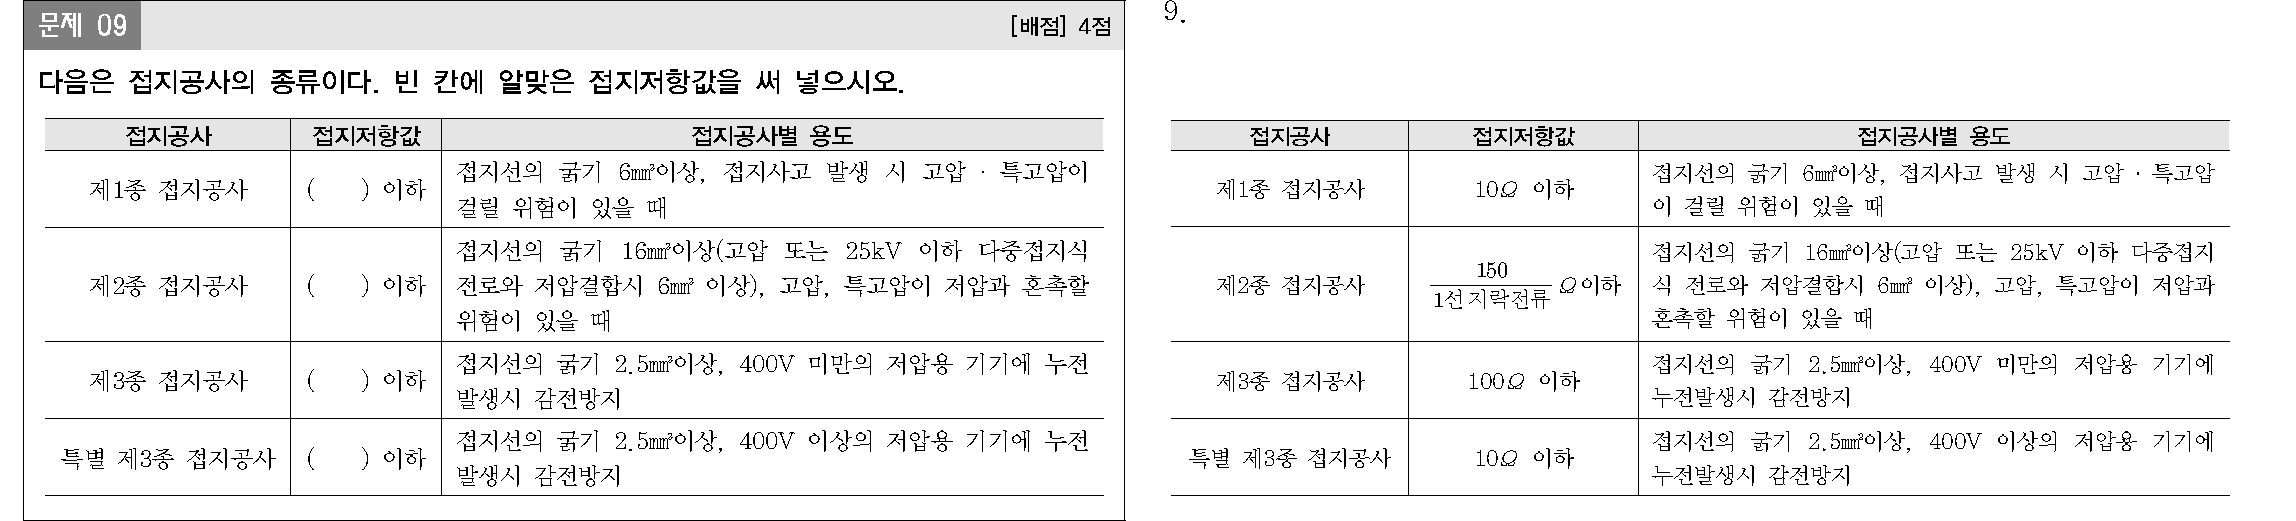 문제 09
[배점] 4점
다음은 접지공사의 종류이다. 빈 칸에 알맞은 접지저항값을 써 넣으시오.
접지공사 접지저항값 접지공사별 용도
제1종 접지공사 ( ) 이하 접지선의 굵기 6㎟이상, 접지사고 발생 시 고압 · 특고압이
걸릴 위험이 있을 때
제2종 접지공사 ( ) 이하 접지선의 굵기 16㎟이상(고압 또는 25kV 이하 다중접지식
전로와 저압결합시 6㎟ 이상), 고압, 특고압이 저압과 혼촉할
위험이 있을 때
제3종 접지공사 ( ) 이하 접지선의 굵기 2.5㎟이상, 400V 미만의 저압용 기기에 누전
발생시 감전방지
특별 제3종 접지공사 ( ) 이하 접지선의 굵기 2.5㎟이상, 400V 이상의 저압용 기기에 누전
발생시 감전방지
9.
접지공사 접지저항값 접지공사별 용도
제1종 접지공사 10Ω 이하 접지선의 굵기 6㎟이상, 접지사고 발생 시 고압 · 특고압
이 걸릴 위험이 있을 때
제2종 접지공사 150/1선지락전류 Ω이하 접지선의 굵기 16㎟이상(고압 또는 25kV 이하 다중접지
식 전로와 저압결합시 6㎟ 이상), 고압, 특고압이 저압과
혼촉할 위험이 있을 때
제3종 접지공사 100Ω 이하 접지선의 굵기 2.5㎟이상, 400V 미만의 저압용 기기에
누전발생시 감전방지
특별 제3종 접지공사 10Ω 이하 접지선의 굵기 2.5㎟이상, 400V 이상의 저압용 기기에
누전발생시 감전방지